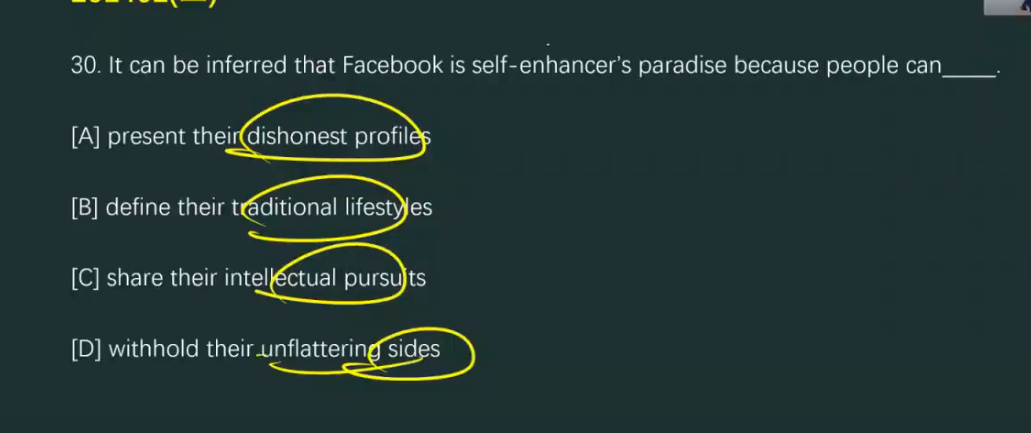 30. It can be inferred that Facebook is self-enhancer’s paradise because people can_____.
[A] present their dishonest profiles
[B] define their traditional lifestyles
[C] share their intellectual pursuits
[D] withhold their unflattering sides